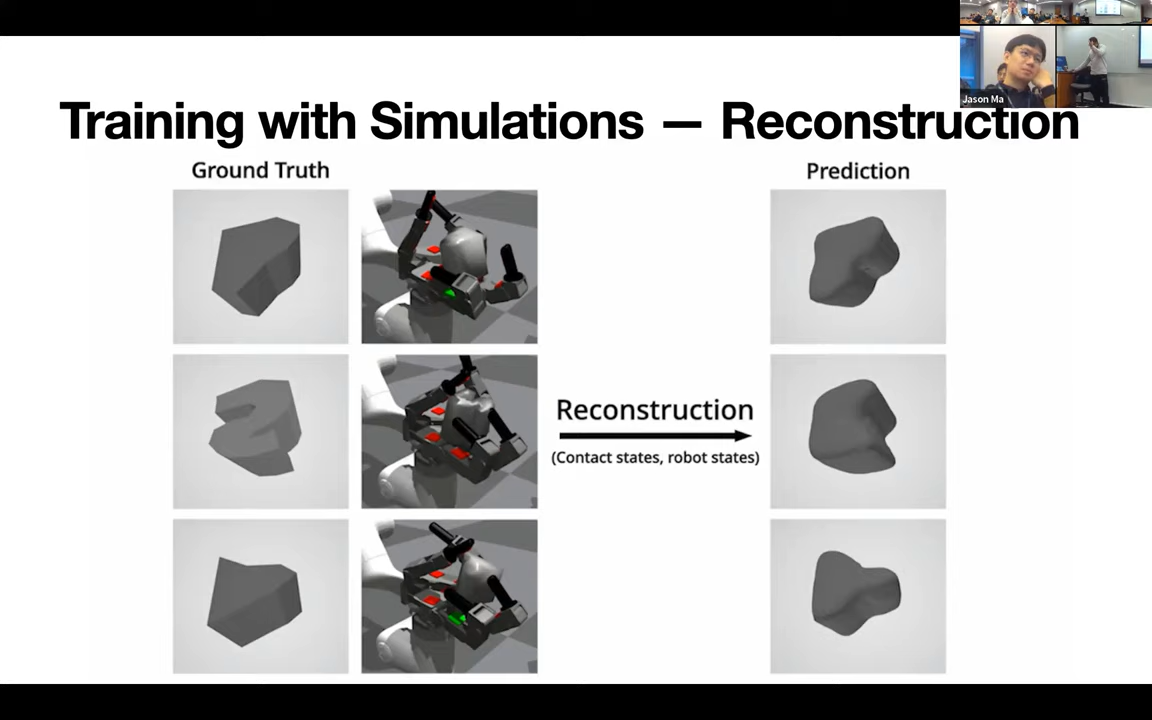 Jason Ma
Training with Simulations — Reconstruction
Ground Truth
Prediction
Reconstruction
(Contact states, robot states)